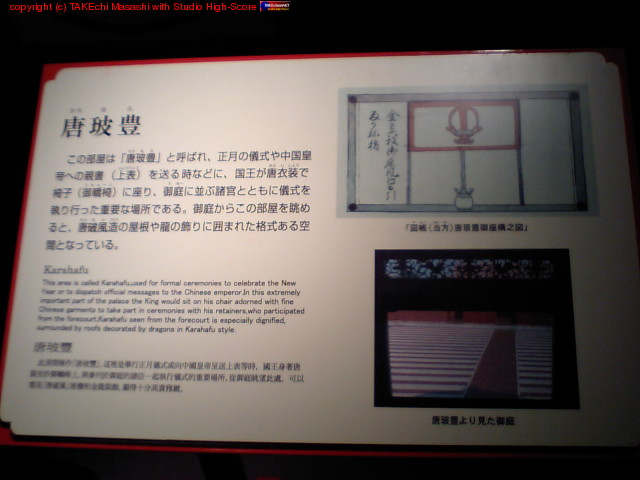 copyright (c) TAKEchi Masashi with Studio High-Score
唐玻豊
この部屋は「唐玻豊」と呼ばれ、正月の儀式や中国皇
帝への親書（上表）を送る時などに、国王が唐衣装で
椅子（御轎椅）に座り、御庭に並ぶ諸官とともに儀式を
執り行った重要な場所である。御庭からこの部屋を眺め
ると、唐破風造の屋根や龍の飾りに囲まれた格式ある空
間となっている。
Karahafu
This area is called Karahafu,used for formal ceremonies to celebrate the New
Year or to dispatch official messages to the Chinese emperor.In this extremely
important part of the palace the King would sit on his chair adorned with fine
Chinese garments to take part in ceremonies with his retainers,who participated
from the forecourt.Karahafu seen from the forecourt is especially dignified,
surrounded by roofs decorated by dragons in Karahafu style.
唐玻豐
「図帳（当方）唐玻豊御座構之図」
唐玻豊より見た御庭